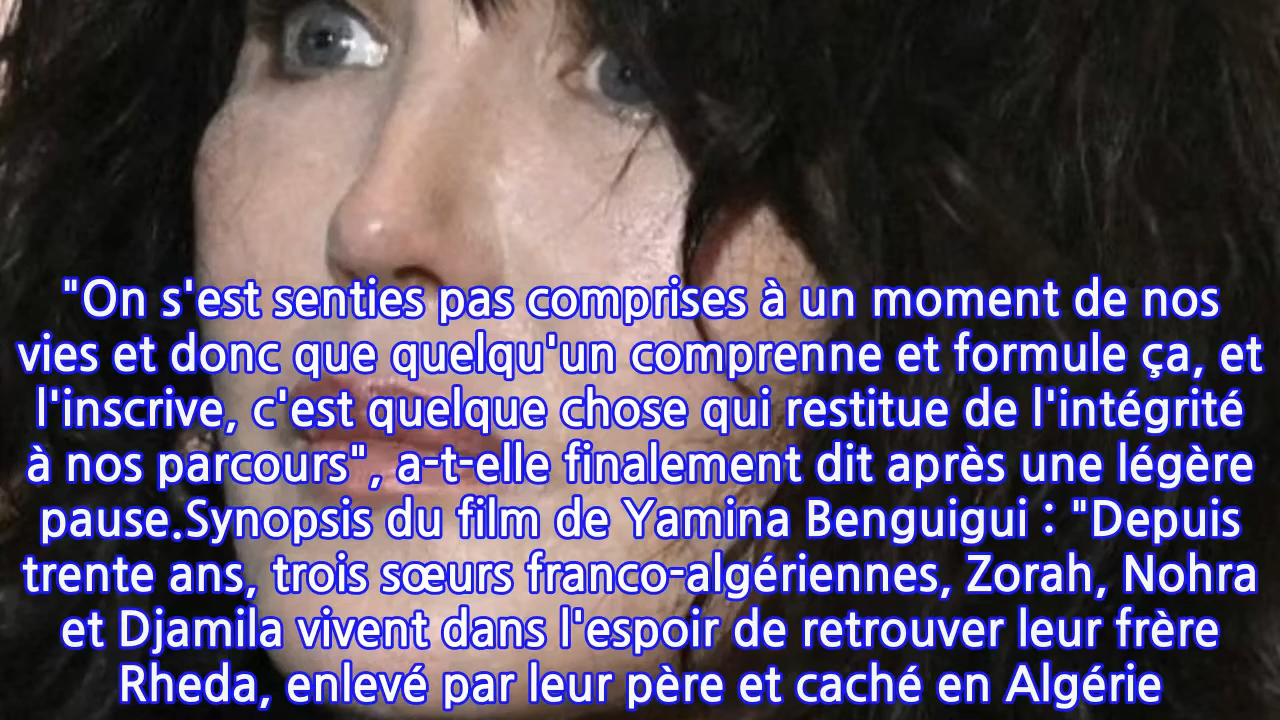 "On s'est senties pas comprises à un moment de nos
vies et donc que quelqu'un comprenne et formule ça, et
l'inscrive, c'est quelque chose qui restitue de l'intégrité
à nos parcours", a-t-elle finalement dit après une légère
pause.Synopsis du film de Yamina Benguigui : "Depuis
trente ans, trois sœurs franco-algériennes, Zorah, Nohra
et Djamila vivent dans l'espoir de retrouver leur frère
Rheda, enlevé par leur père et caché en Algérie